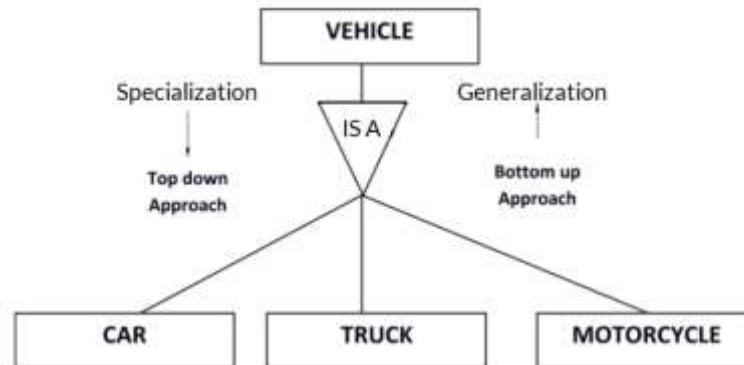 VEHICLE
Specialization
Generalization
IS A
Top down
Approach
Bottom up
Approach
CAR
TRUCK
MOTORCYCLE